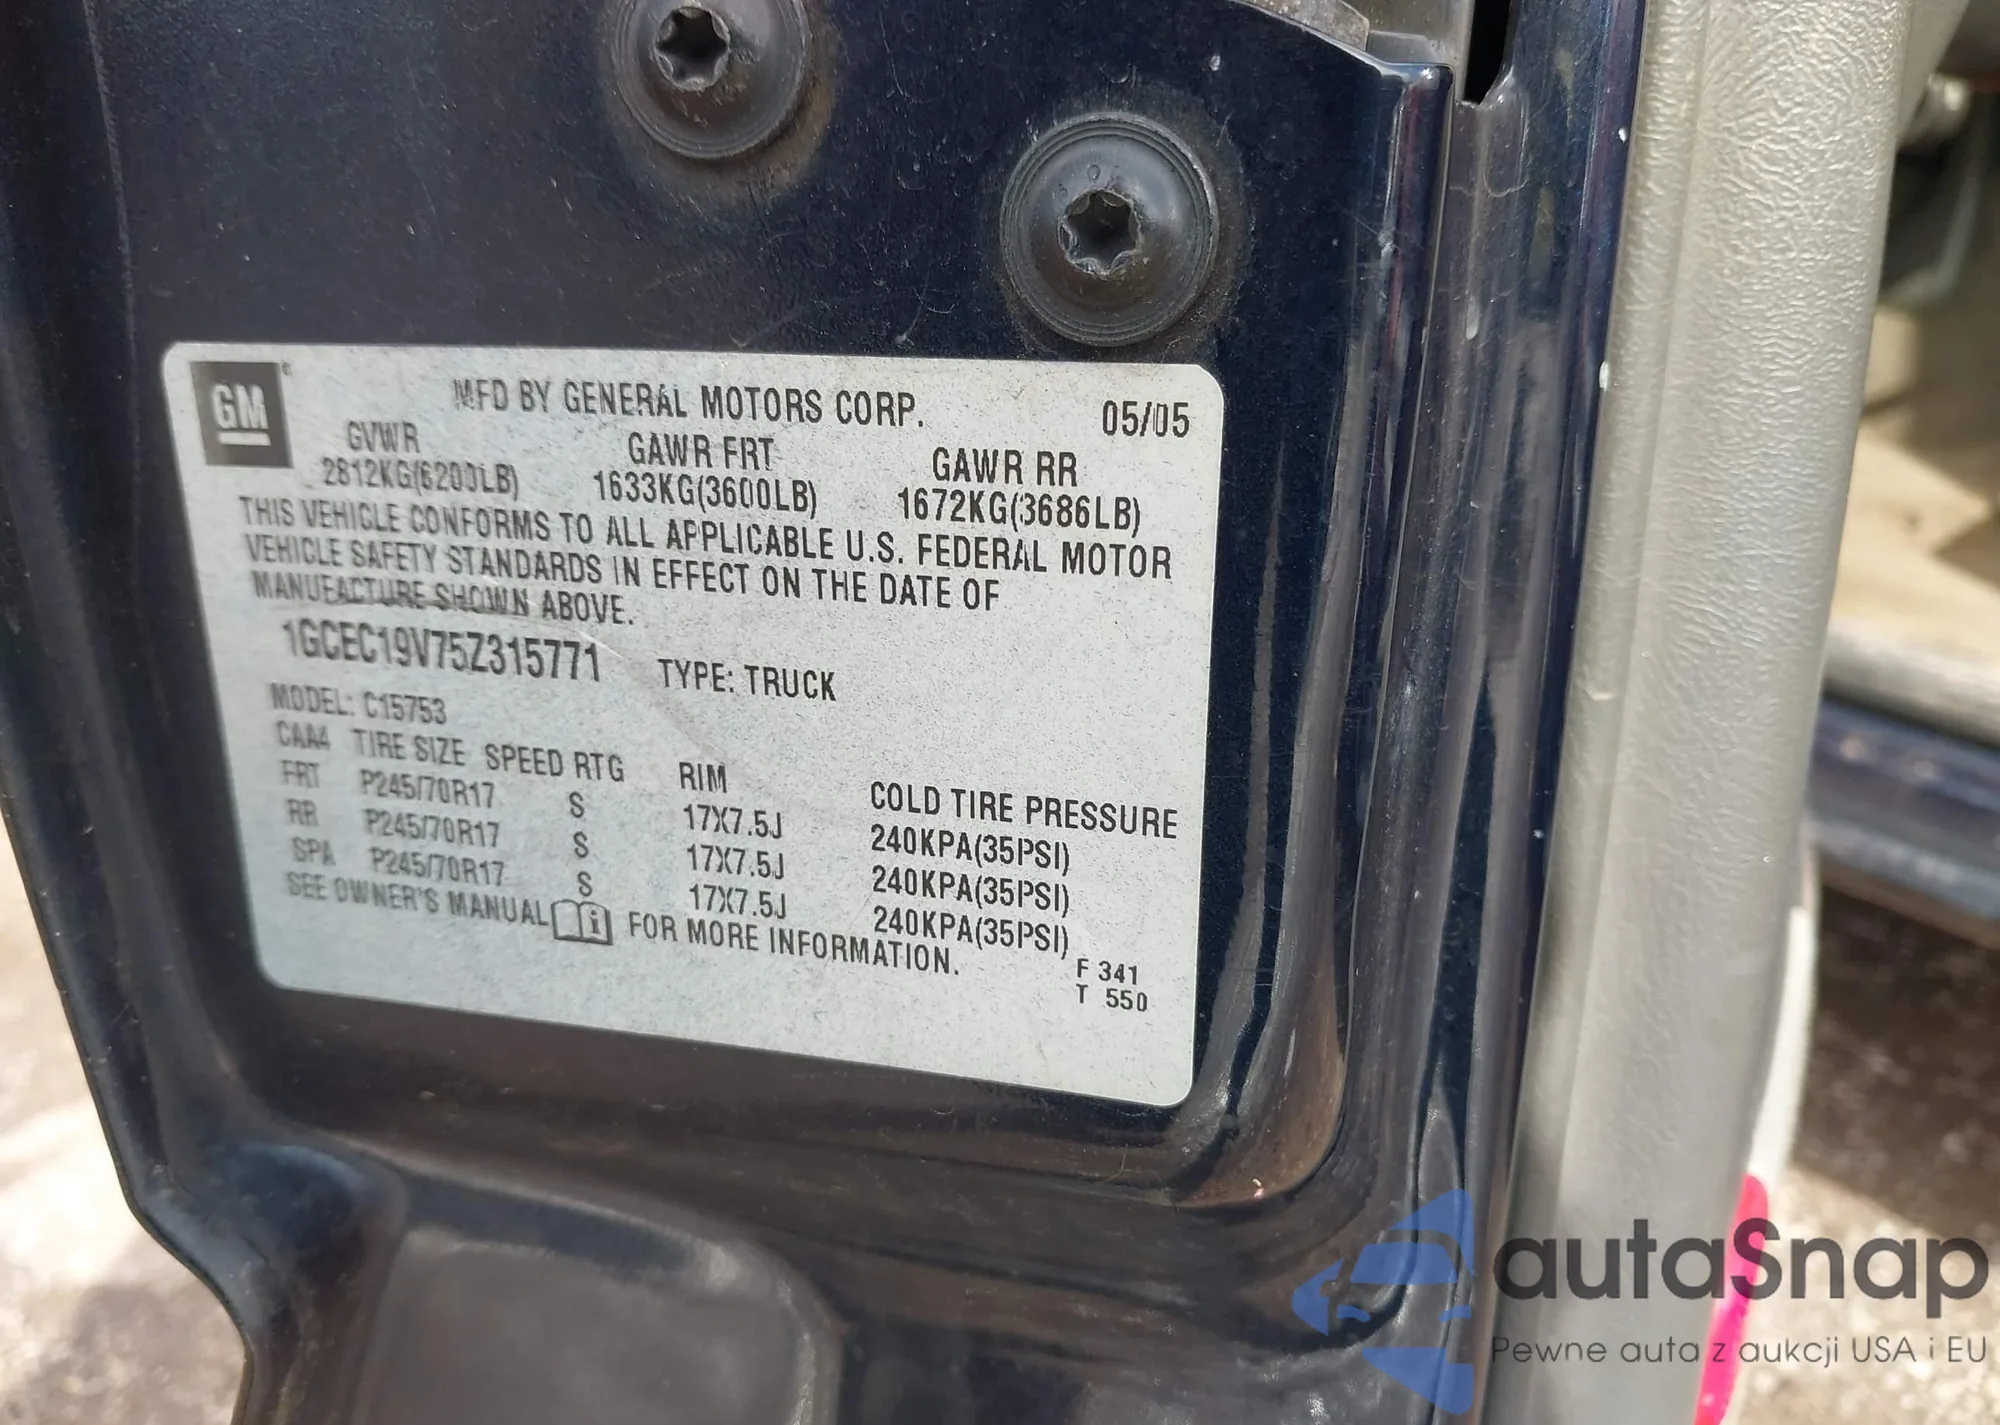 GM
MFD BY GENERAL MOTORS CORP. 05/05
GVWR GAWR FRT GAWR RR
2812KG(6200LB) 1633KG(3600LB) 1672KG(3686LB)
THIS VEHICLE CONFORMS TO ALL APPLICABLE U.S. FEDERAL MOTOR
VEHICLE SAFETY STANDARDS IN EFFECT ON THE DATE OF
MANUFACTURE SHOWN ABOVE.
1GCEC19V75Z315771 TYPE: TRUCK
MODEL: C15753
CAA4 TIRE SIZE SPEED RTG RIM COLD TIRE PRESSURE
FRT P245/70R17 S 17X7.5J 240KPA(35PSI)
RR P245/70R17 S 17X7.5J 240KPA(35PSI)
SPA P245/70R17 S 17X7.5J 240KPA(35PSI)
SEE OWNER'S MANUAL i FOR MORE INFORMATION.
F 341
T 550
autaSnap
Pewne auta z aukcji USA i EU